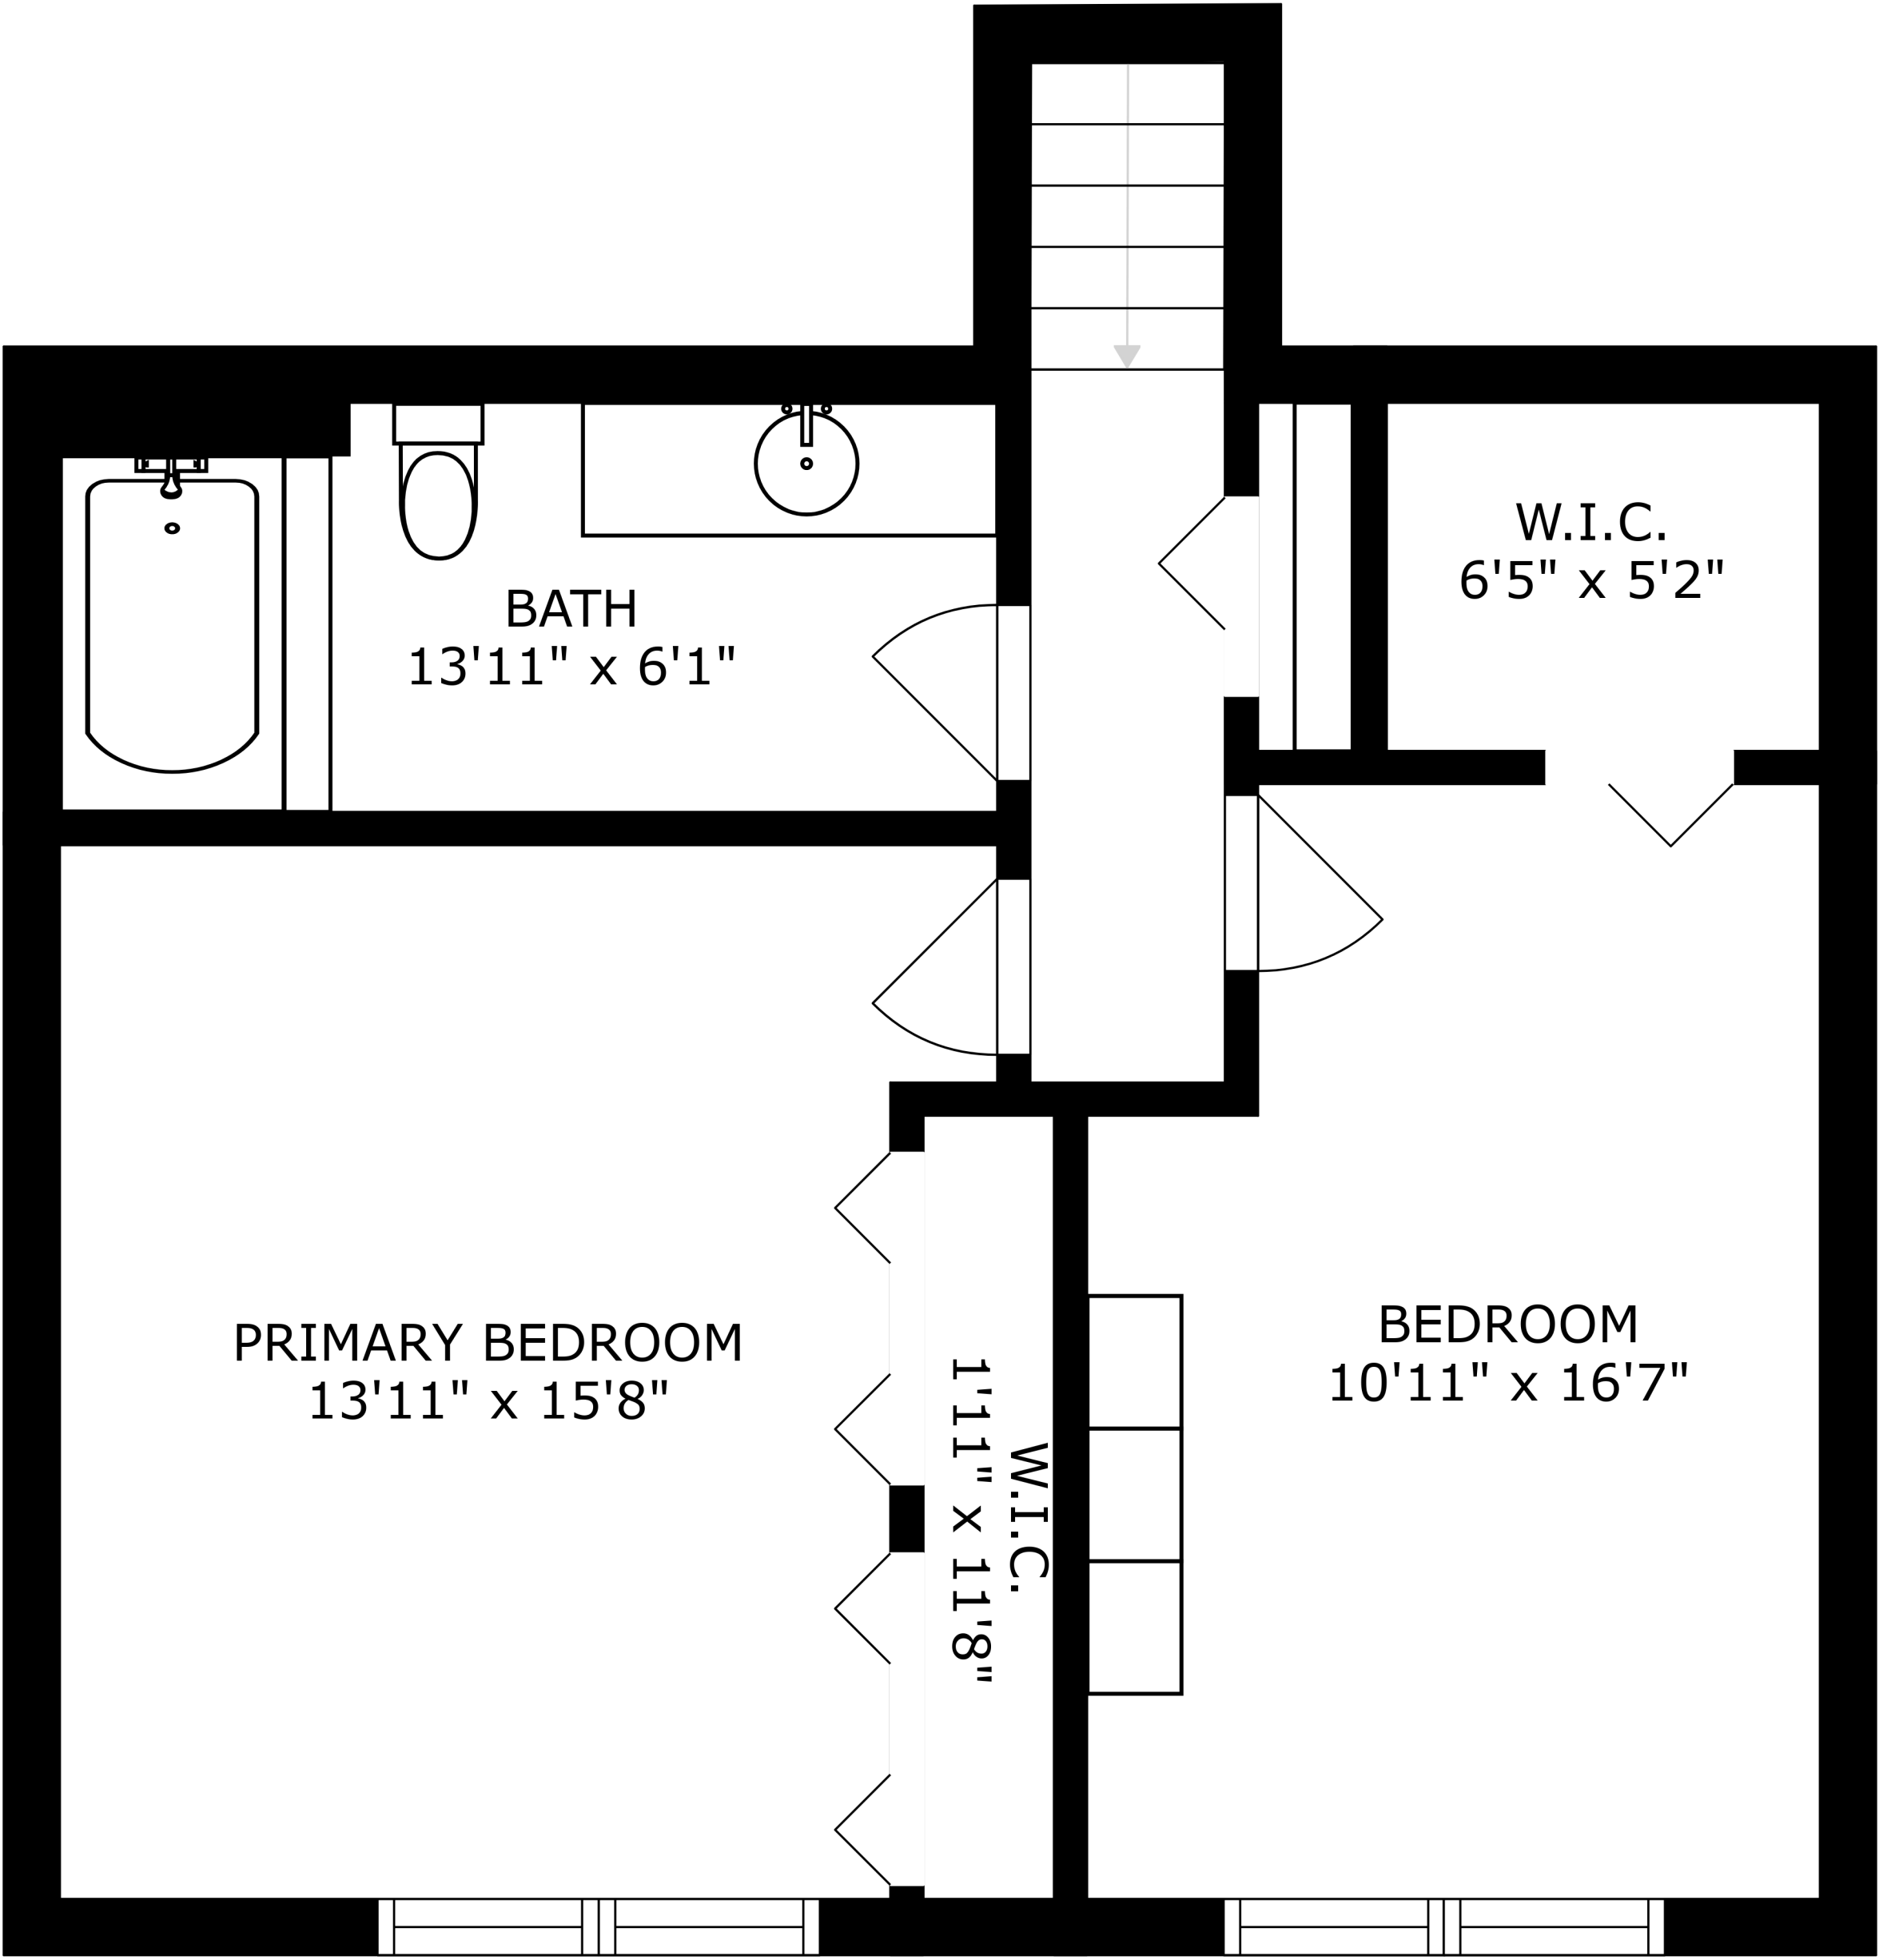 W.I.C.
6'5" x 5'2"
BATH
13'11" x 6'1"
PRIMARY BEDROOM
13'11" x 15'8"
W.I.C.
1'11" x 11'8"
BEDROOM
10'11" x 16'7"